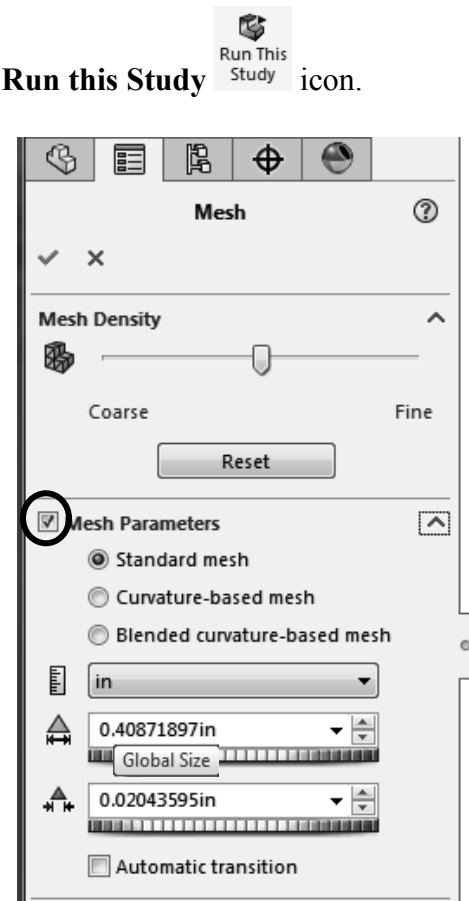 Run This
Run this Study Study icon.
Mesh
Mesh Density
Coarse Fine
Reset
Mesh Parameters
Standard mesh
Curvature-based mesh
Blended curvature-based mesh
in
0.40871897in
Global Size
0.02043595in
Automatic transition